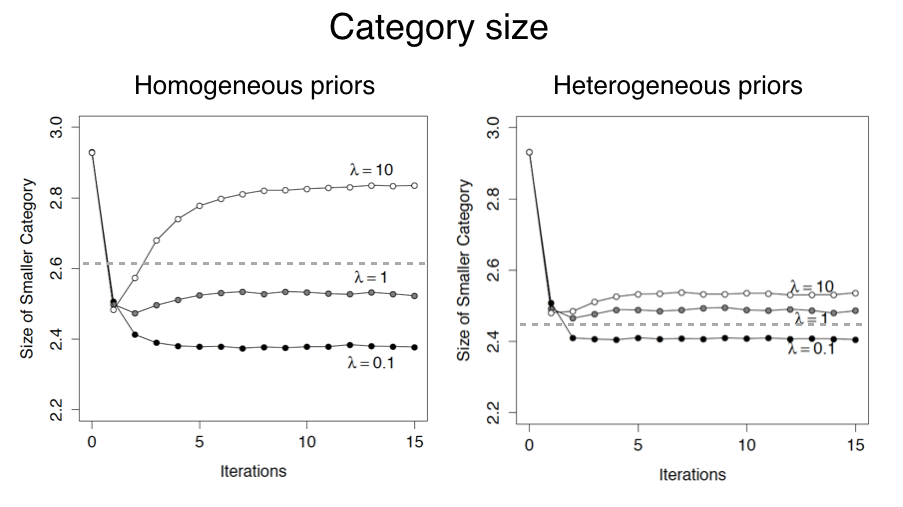 Category size
Homogeneous priors
Size of Smaller Category
3.0
2.8
2.6
2.4
2.2
λ = 10
λ = 1
λ = 0.1
0
5
10
15
Iterations
Heterogeneous priors
Size of Smaller Category
3.0
2.8
2.6
2.4
2.2
λ = 10
λ = 1
λ = 0.1
0
5
10
15
Iterations